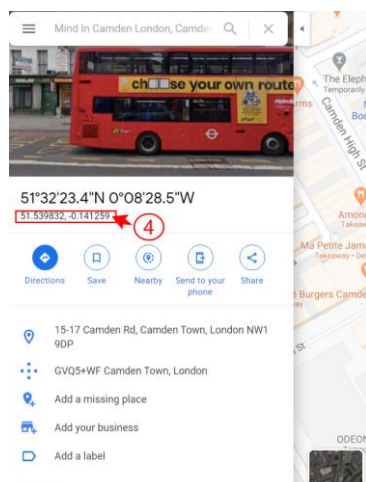 Mind In Camden London, Camde
ch se your own route
51°32'23.4"N 0°08'28.5"W
51.539832, -0.141259
4
Directions
Save
Nearby
Send to your
phone
Share
15-17 Camden Rd, Camden Town, London NW1
9DP
GVQ5+WF Camden Town, London
Add a missing place
Add your business
Add a label
The Eleph
Temporarily
Camden High St
Boo
Amori
Takeaw
Ma Petite Jama
Takeaway • Del
Burgers Camde
ODEON